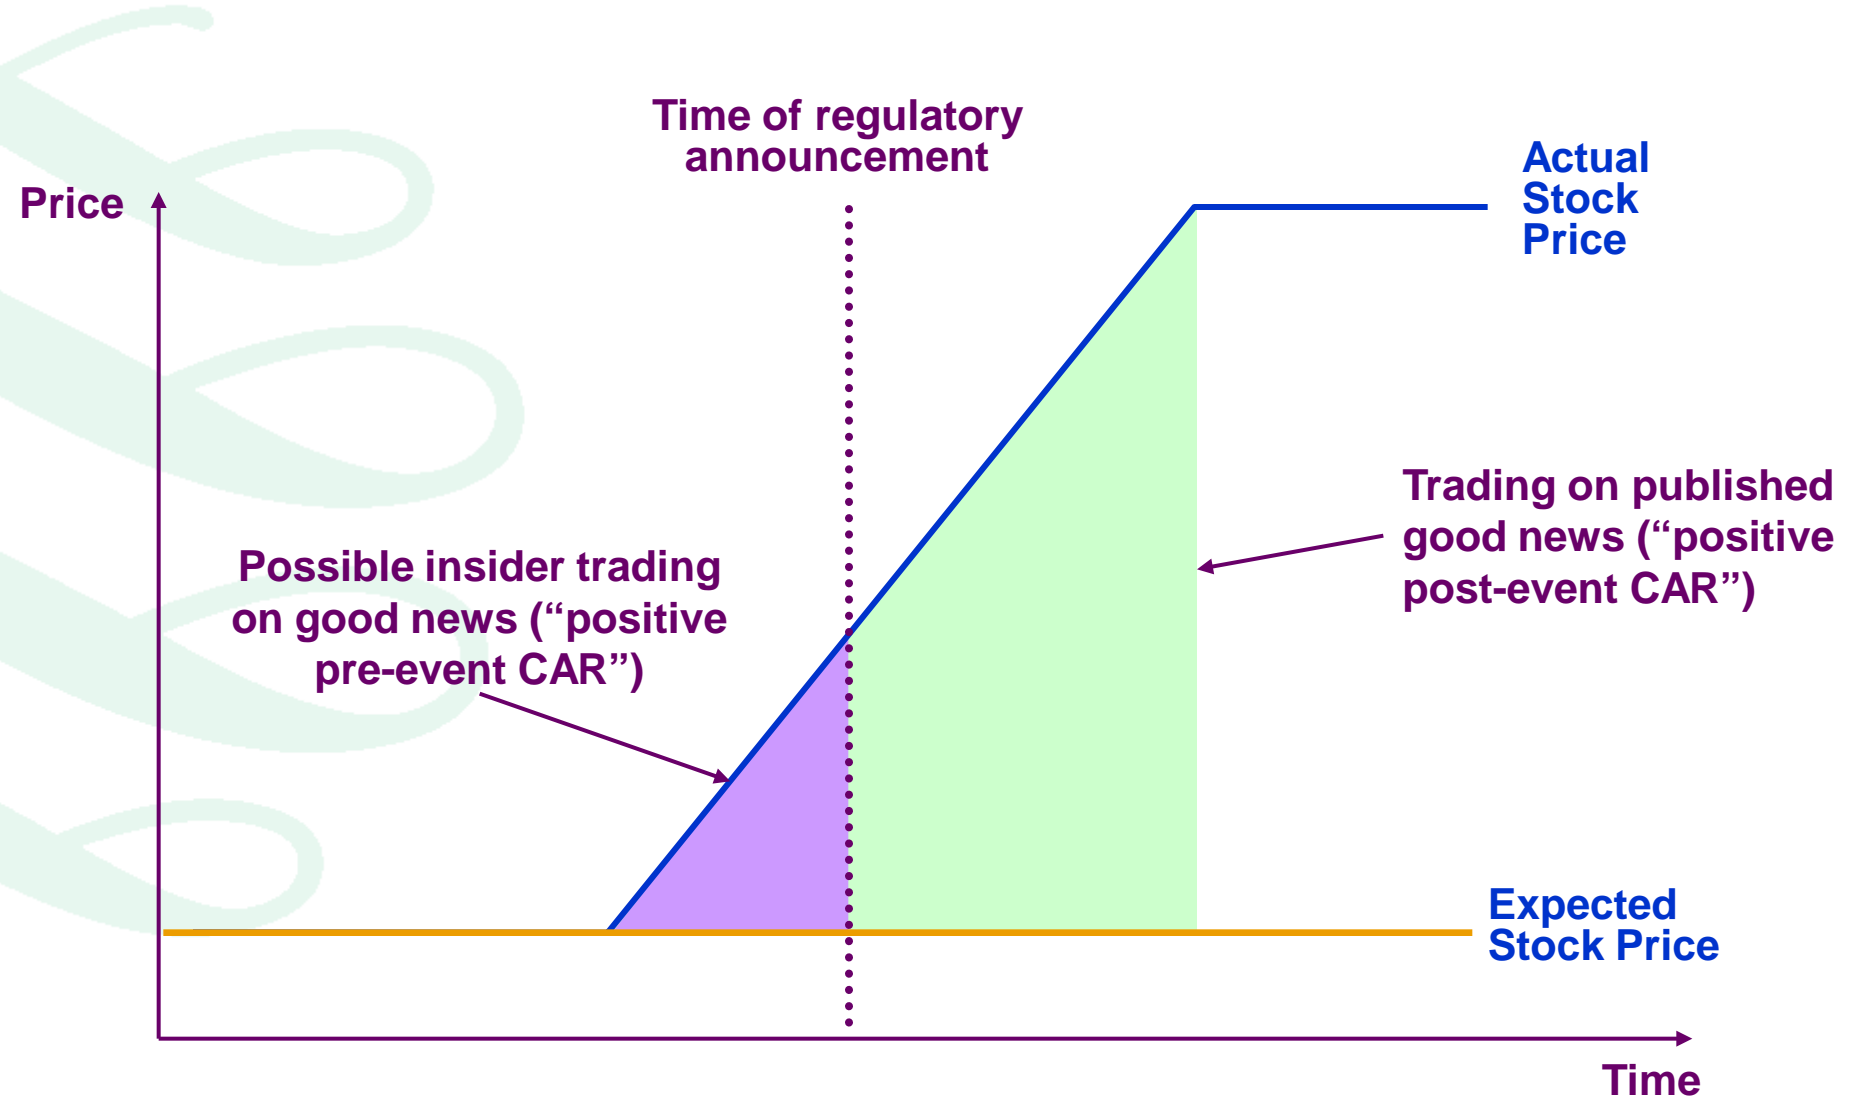 Time of regulatory
announcement
Actual
Stock
Price
Price
Possible insider trading
on good news (“positive
pre-event CAR”)
Trading on published
good news (“positive
post-event CAR”)
Expected
Stock Price
Time